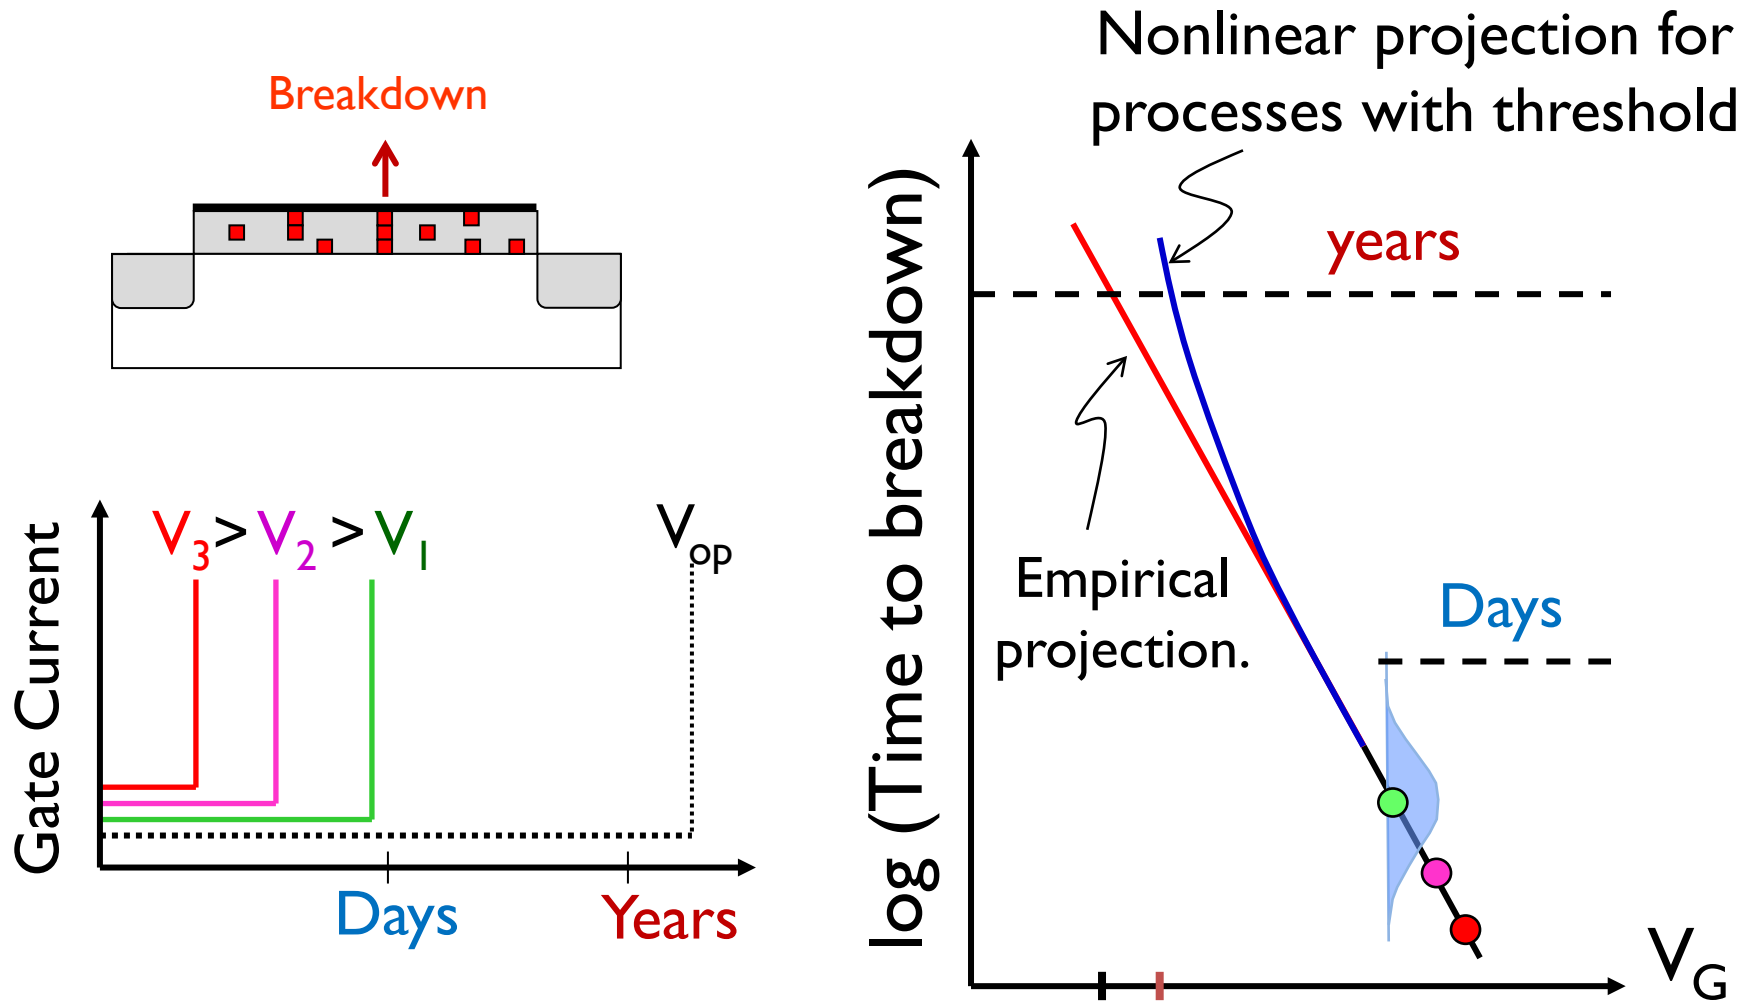 Breakdown
Gate Current
V3 > V2 > V1
Vop
Days
Years
Nonlinear projection for
processes with threshold
log (Time to breakdown)
years
Empirical
projection.
Days
VG